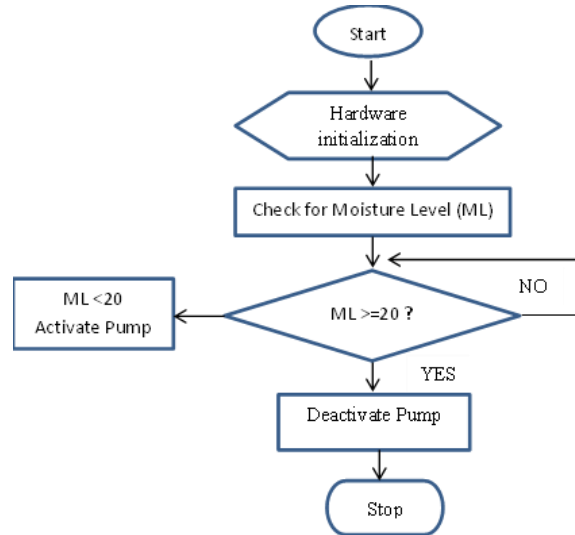 Start
Hardware
initialization
Check for Moisture Level (ML)
ML <20
Activate Pump
ML >=20 ?
NO
YES
Deactivate Pump
Stop